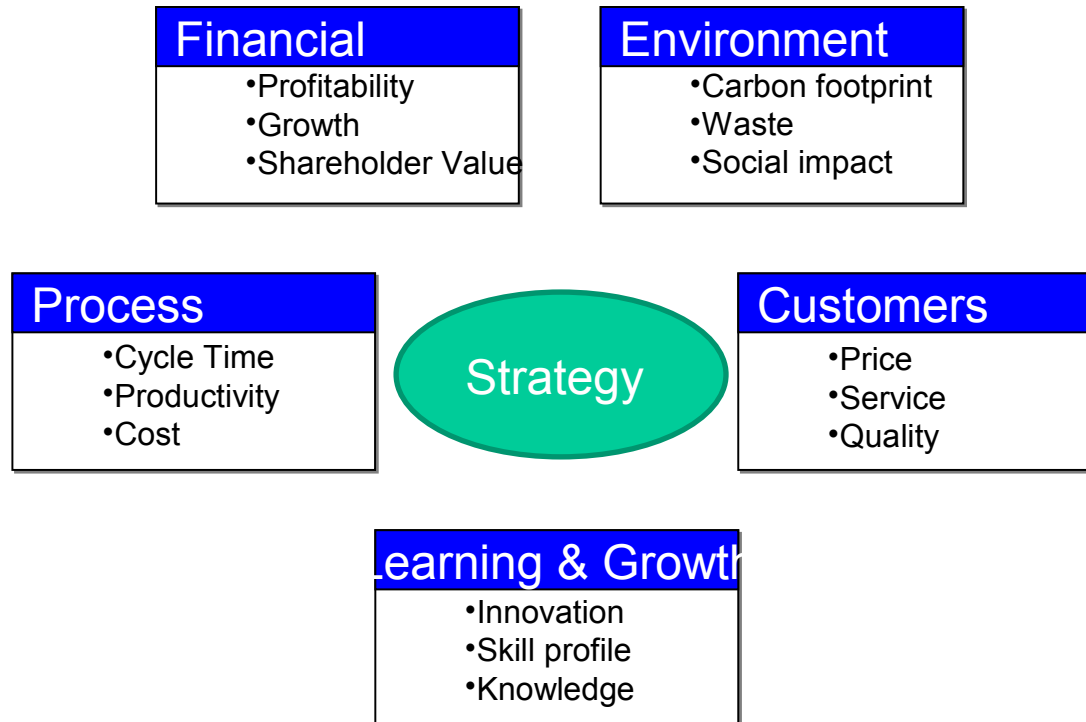 Financial
•Profitability
•Growth
•Shareholder Value
Environment
•Carbon footprint
•Waste
•Social impact
Process
•Cycle Time
•Productivity
•Cost
Strategy
Customers
•Price
•Service
•Quality
Learning & Growth
•Innovation
•Skill profile
•Knowledge